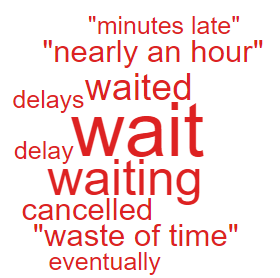 "minutes late"
"nearly an hour"
waited
delays
wait
delay
waiting
cancelled
"waste of time"
eventually